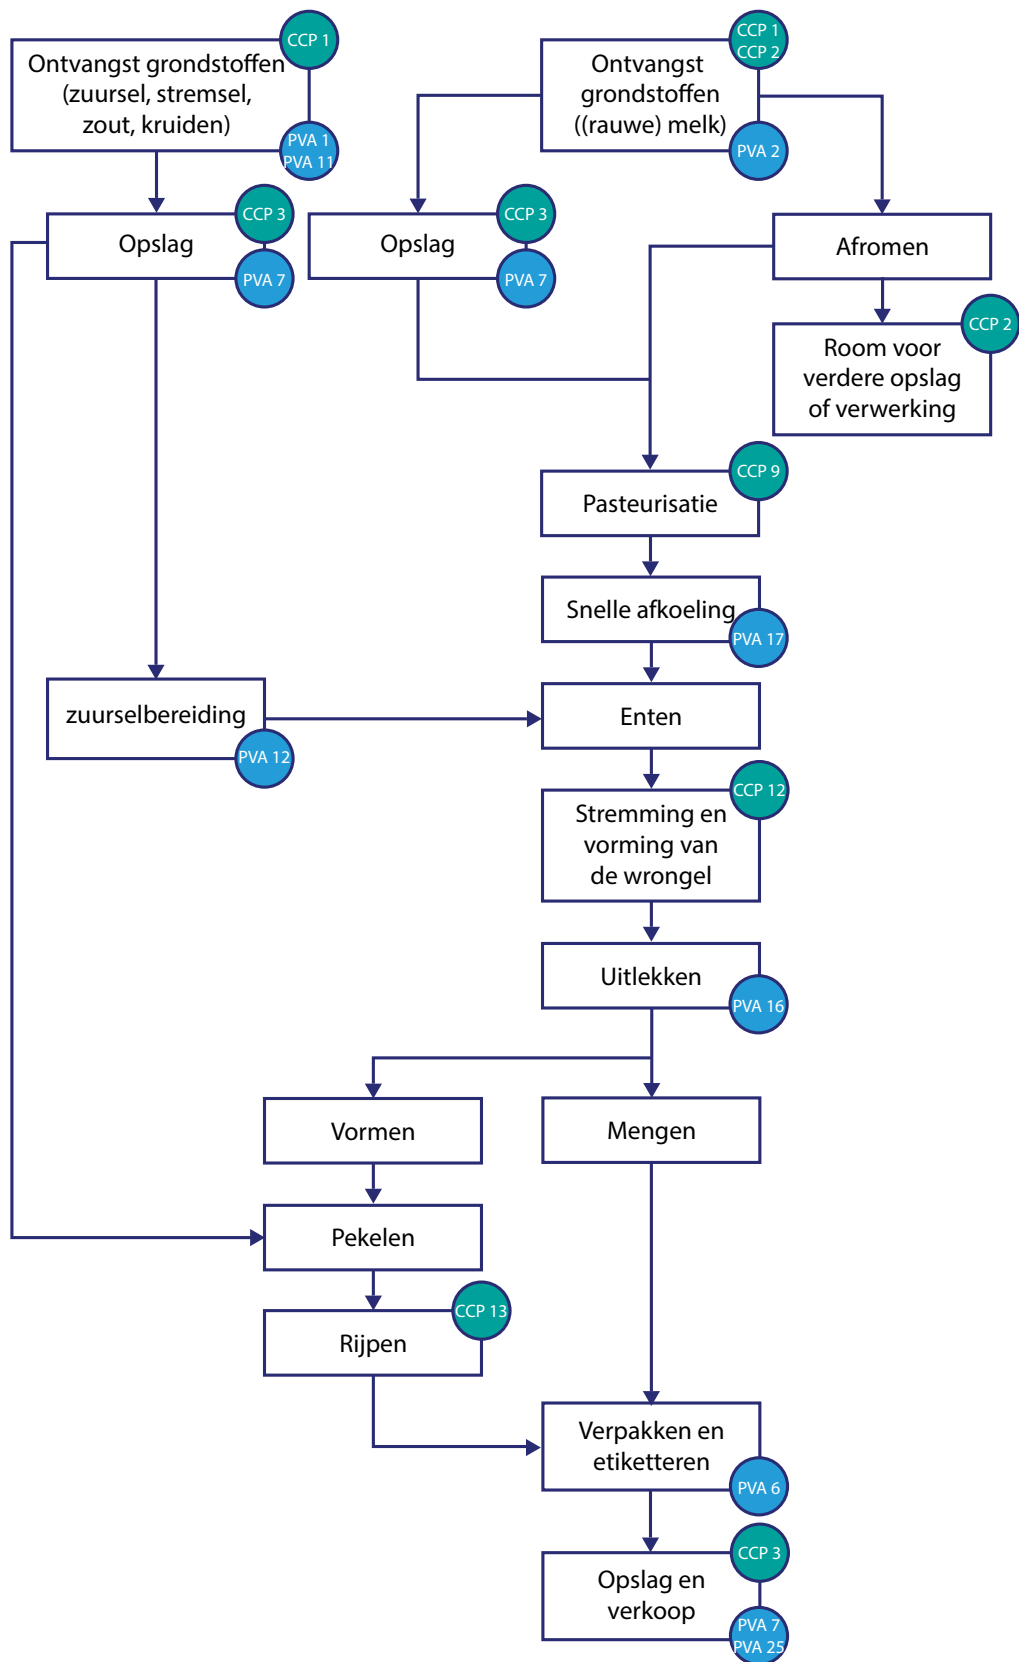 CCP 1
Ontvangst grondstoffen
(zuursel, stremsel,
zout, kruiden)
PVA 1
PVA 11
CCP 1
CCP 2
Ontvangst
grondstoffen
((rauwe) melk)
PVA 2
CCP 3
Opslag
PVA 7
CCP 3
Opslag
PVA 7
Afromen
CCP 2
Room voor
verdere opslag
of verwerking
CCP 9
Pasteurisatie
Snelle afkoeling
PVA 17
zuurselbereiding
PVA 12
Enten
CCP 12
Stremming en
vorming van
de wrongel
Uitlekken
PVA 16
Vormen
Mengen
Pekelen
CCP 13
Rijpen
Verpakken en
etiketteren
PVA 6
CCP 3
Opslag en
verkoop
PVA 7
PVA 25